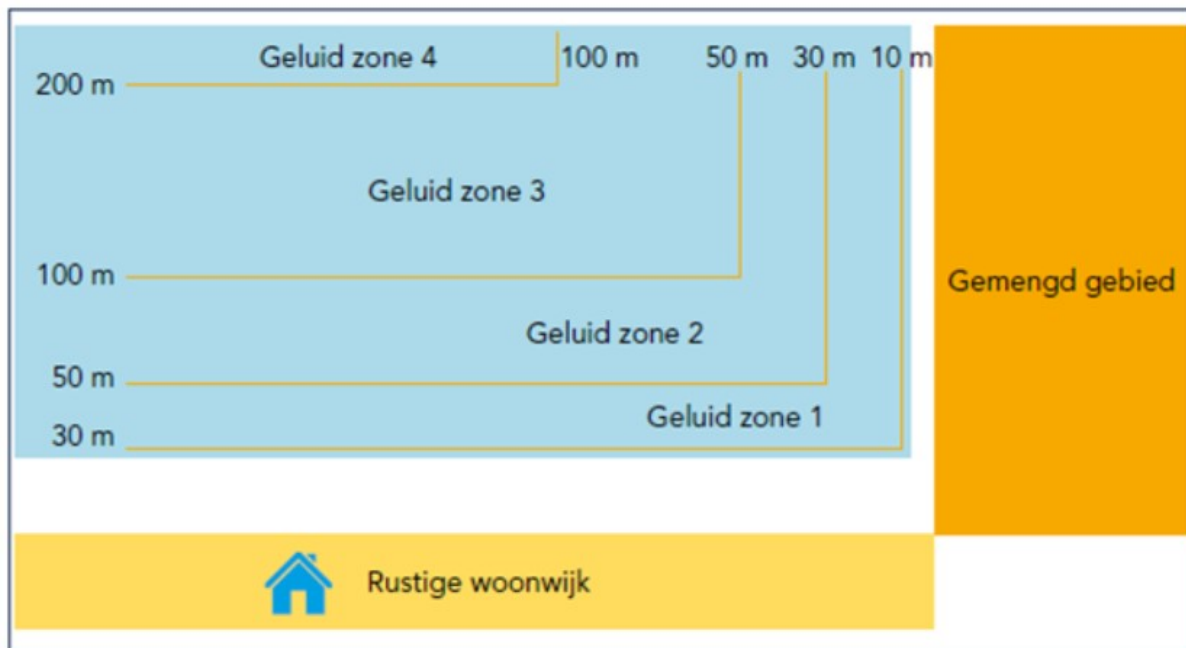 Geluid zone 4
100 m
50 m
30 m
10 m
200 m
Geluid zone 3
100 m
Gemengd gebied
Geluid zone 2
50 m
Geluid zone 1
30 m
Rustige woonwijk